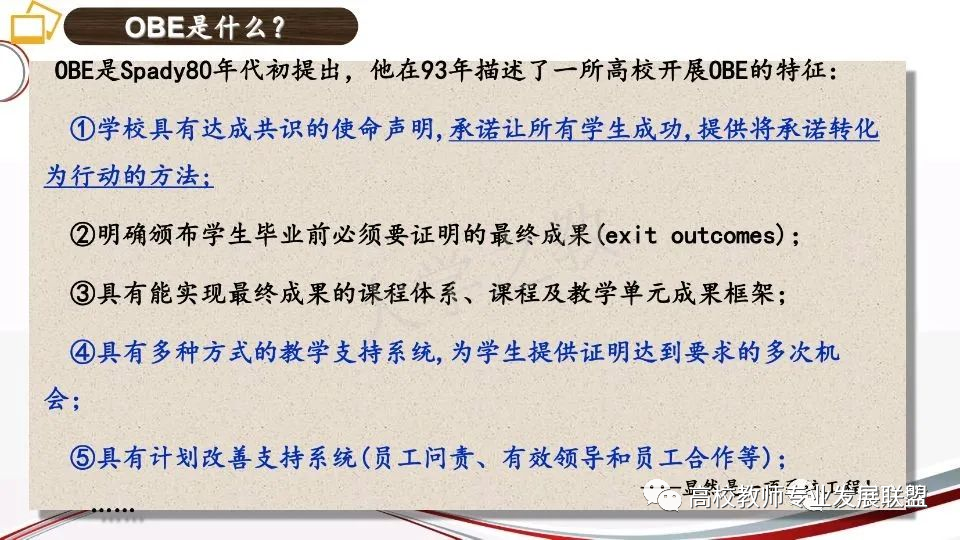 OBE是什么？
OBE是Spady80年代初提出，他在93年描述了一所高校开展OBE的特征：
①学校具有达成共识的使命声明,承诺让所有学生成功,提供将承诺转化
为行动的方法;
②明确颁布学生毕业前必须要证明的最终成果(exit outcomes);
③具有能实现最终成果的课程体系、课程及教学单元成果框架;
④具有多种方式的教学支持系统,为学生提供证明达到要求的多次机
会;
⑤具有计划改善支持系统(员工问责、有效领导和员工合作等);
显然是
工程!
高校教师专业发展联盟
……